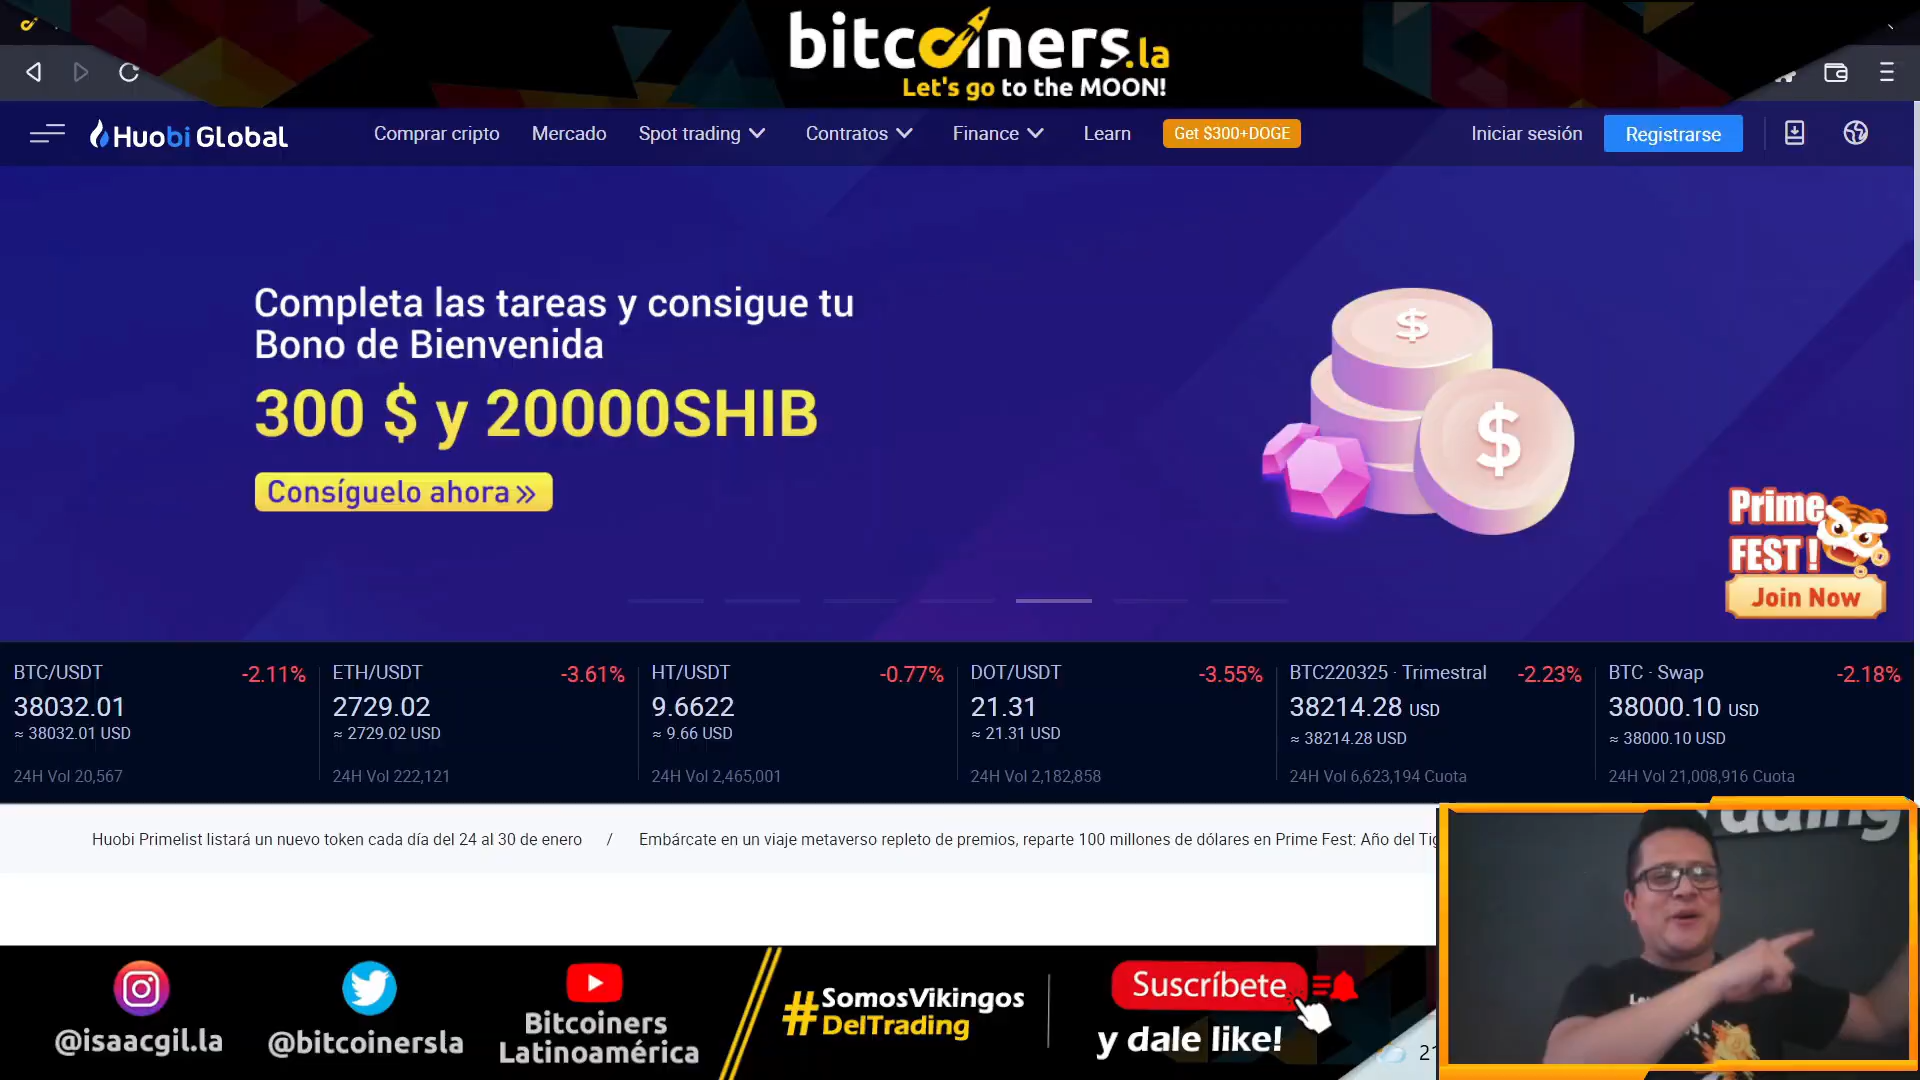 bitcoiners.la
Let's go to the MOON!
Huobi Global
Comprar cripto
Mercado
Spot trading
Contratos
Finance
Learn
Get $300+DOGE
Iniciar sesión
Registrarse
Completa las tareas y consigue tu
Bono de Bienvenida
300 $ y 20000SHIB
Consíguelo ahora »
$
$
Prime
FEST !
Join Now
BTC/USDT -2.11%
38032.01
≈ 38032.01 USD
24H Vol 20,567
ETH/USDT -3.61%
2729.02
≈ 2729.02 USD
24H Vol 222,121
HT/USDT -0.77%
9.6622
≈ 9.66 USD
24H Vol 2,465,001
DOT/USDT -3.55%
21.31
≈ 21.31 USD
24H Vol 2,182,858
BTC220325 · Trimestral -2.23%
38214.28 USD
≈ 38214.28 USD
24H Vol 6,623,194 Cuota
BTC · Swap -2.18%
38000.10 USD
≈ 38000.10 USD
24H Vol 21,008,916 Cuota
Huobi Primelist listará un nuevo token cada día del 24 al 30 de enero / Embárcate en un viaje metaverso repleto de premios, reparte 100 millones de dólares en Prime Fest: Año del
@isaacgil.la
@bitcoinersla
Bitcoiners
Latinoamérica
#SomosVikingos
DelTrading
Suscríbete
y dale like!